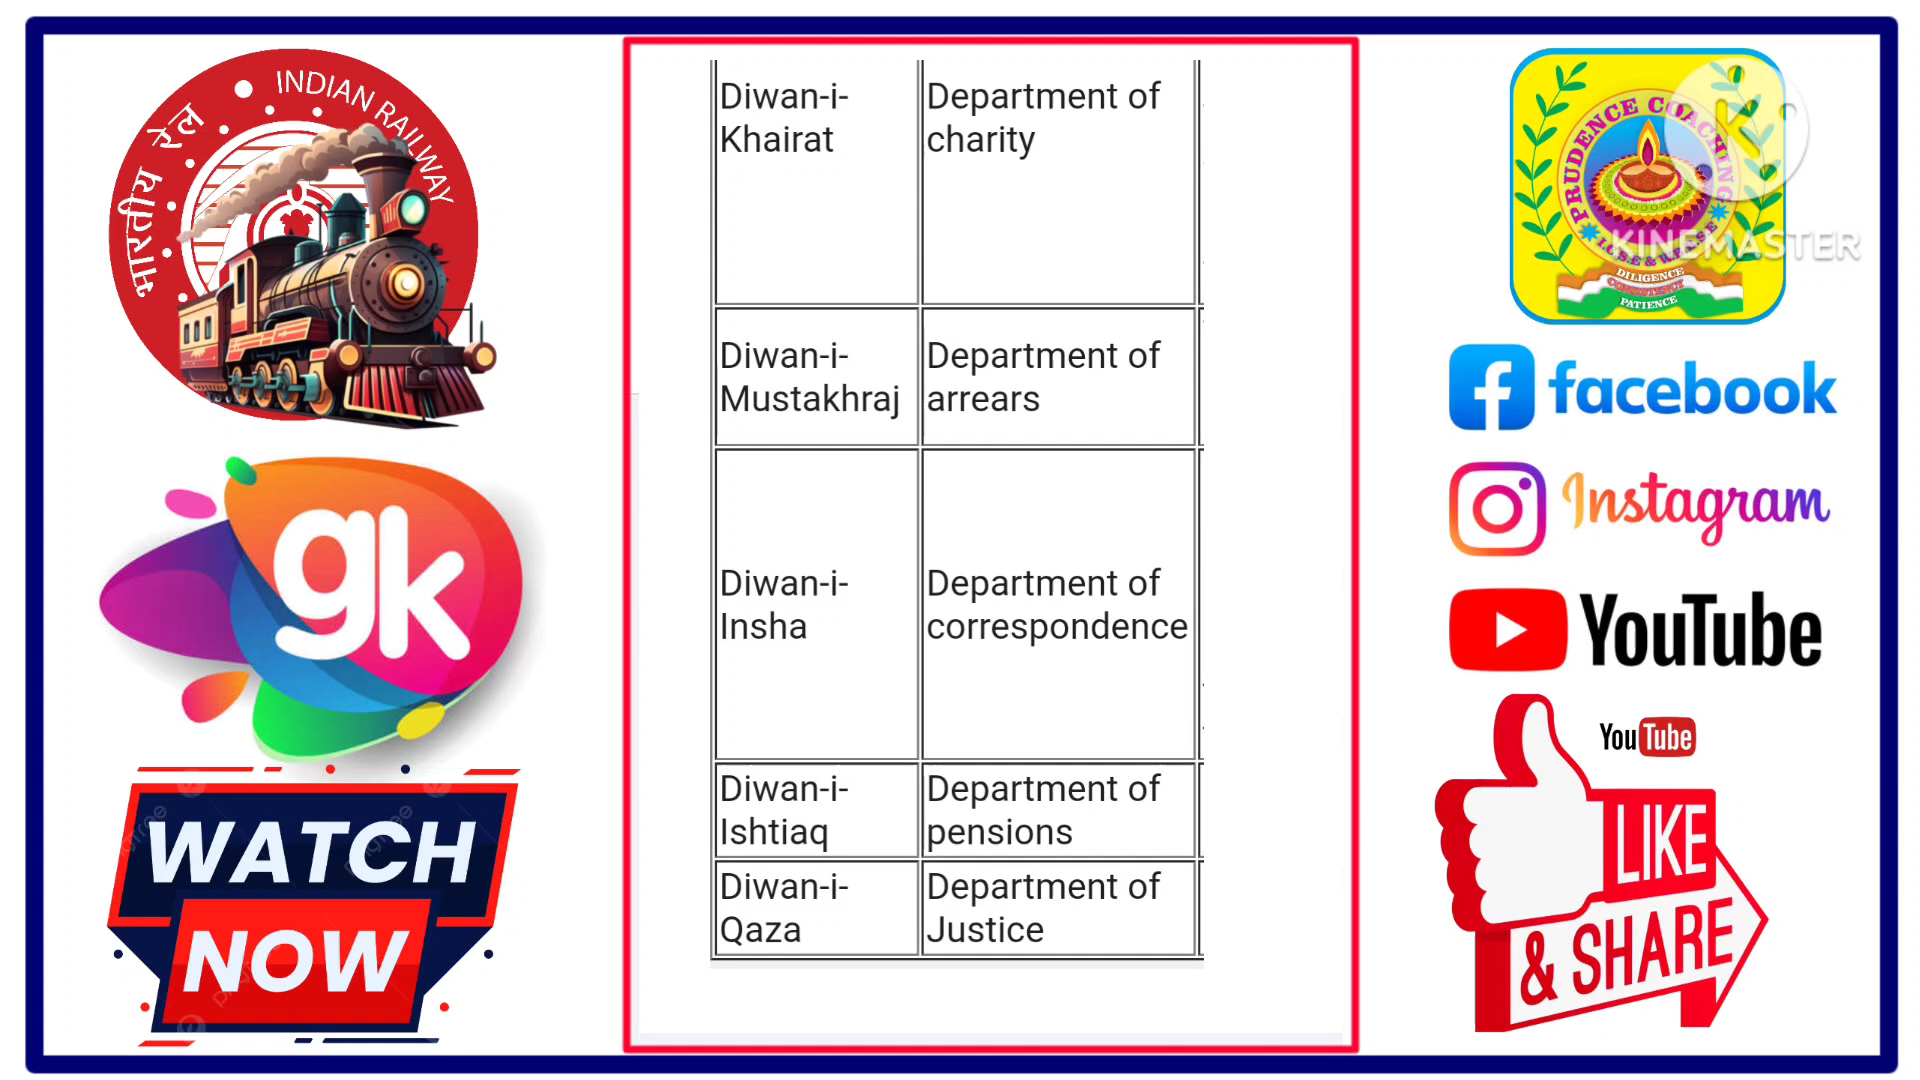 INDIAN RAILWAY
भारतीय रेल
gk
WATCH
NOW
Diwan-i-
Khairat
Department of
charity
Diwan-i-
Mustakhraj
Department of
arrears
Diwan-i-
Insha
Department of
correspondence
Diwan-i-
Ishtiaq
Department of
pensions
Diwan-i-
Qaza
Department of
Justice
PRUDENCE COACHING
KINEMASTER
DILIGENCE
CONSISTENCY
PATIENCE
facebook
Instagram
YouTube
YouTube
LIKE
& SHARE